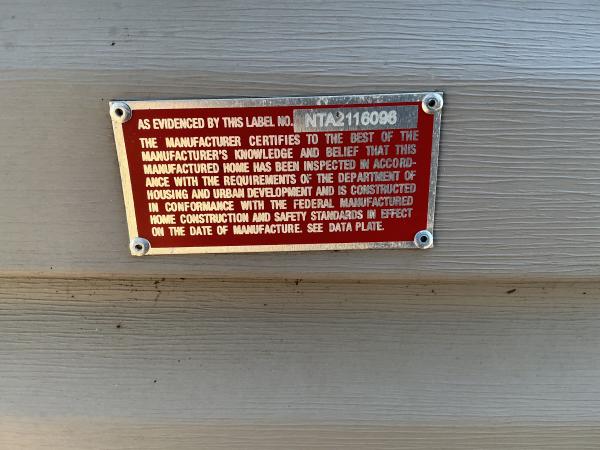 AS EVIDENCED BY THIS LABEL NO. NTA2116096
THE MANUFACTURER CERTIFIES TO THE BEST OF THE
MANUFACTURER'S KNOWLEDGE AND BELIEF THAT THIS
MANUFACTURED HOME HAS BEEN INSPECTED IN ACCORD-
ANCE WITH THE REQUIREMENTS OF THE DEPARTMENT OF
HOUSING AND URBAN DEVELOPMENT AND IS CONSTRUCTED
IN CONFORMANCE WITH THE FEDERAL MANUFACTURED
HOME CONSTRUCTION AND SAFETY STANDARDS IN EFFECT
ON THE DATE OF MANUFACTURE. SEE DATA PLATE.